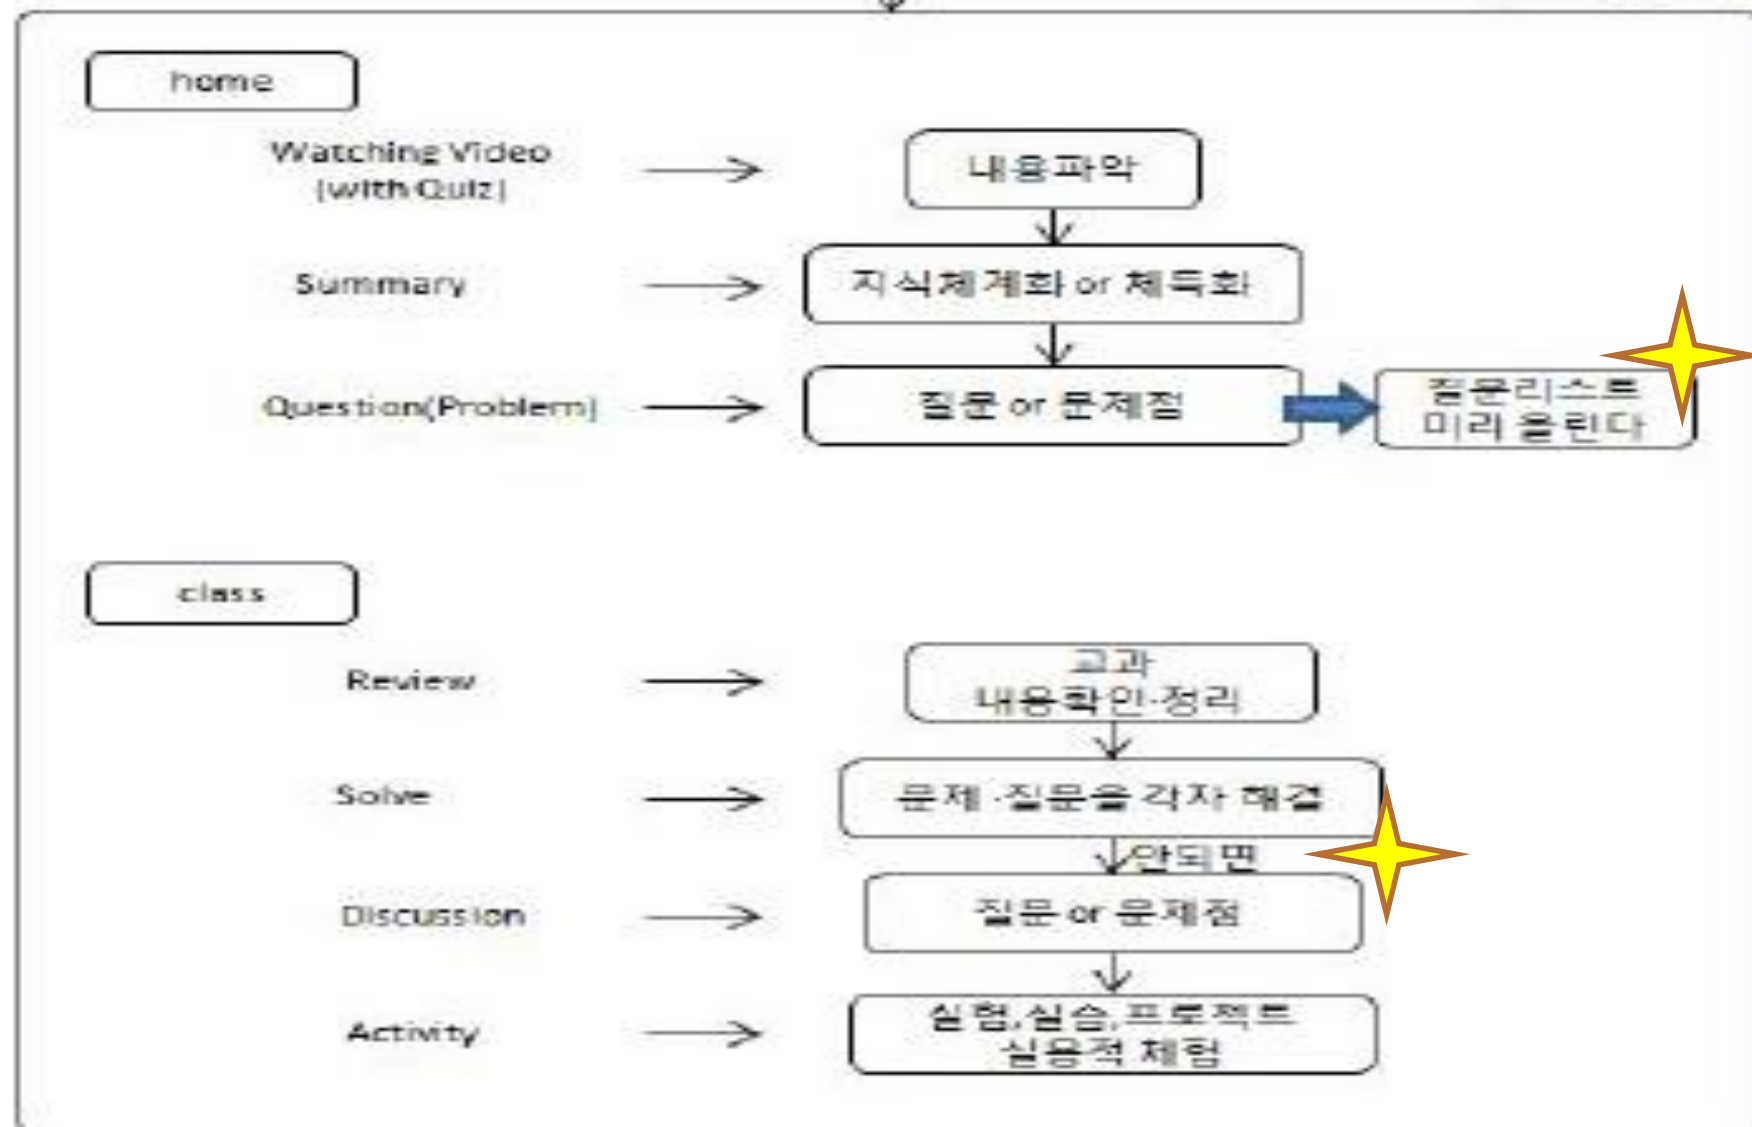 home
Watching Video
(with Quiz)
내용파악
Summary
지식체계화 or 체득화
Question(Problem)
질문 or 문제점
질문리스트
미리 올린다
class
Review
교과
내용확인·정리
Solve
문제·질문을 각자 해결
안되면
Discussion
질문 or 문제점
Activity
실험,실습,프로젝트
실용적 체험